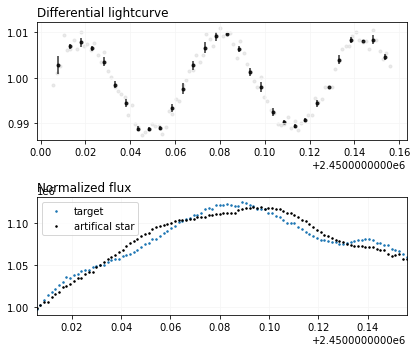 Differential lightcurve
1.01
1.00
0.99
0.00 0.02 0.04 0.06 0.08 0.10 0.12 0.14 0.16
+2.4500000000e6
Normalized flux
1e6
target
artifical star
1.10
1.05
1.00
0.02 0.04 0.06 0.08 0.10 0.12 0.14
+2.4500000000e6